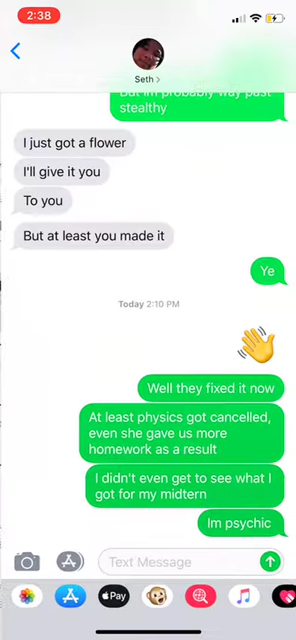 2:38
Seth >
But im probably way past
stealthy
I just got a flower
I'll give it you
To you
But at least you made it
Ye
Today 2:10 PM
Well they fixed it now
At least physics got cancelled,
even she gave us more
homework as a result
I didn't even get to see what I
got for my midtern
Im psychic
Text Message
Pay